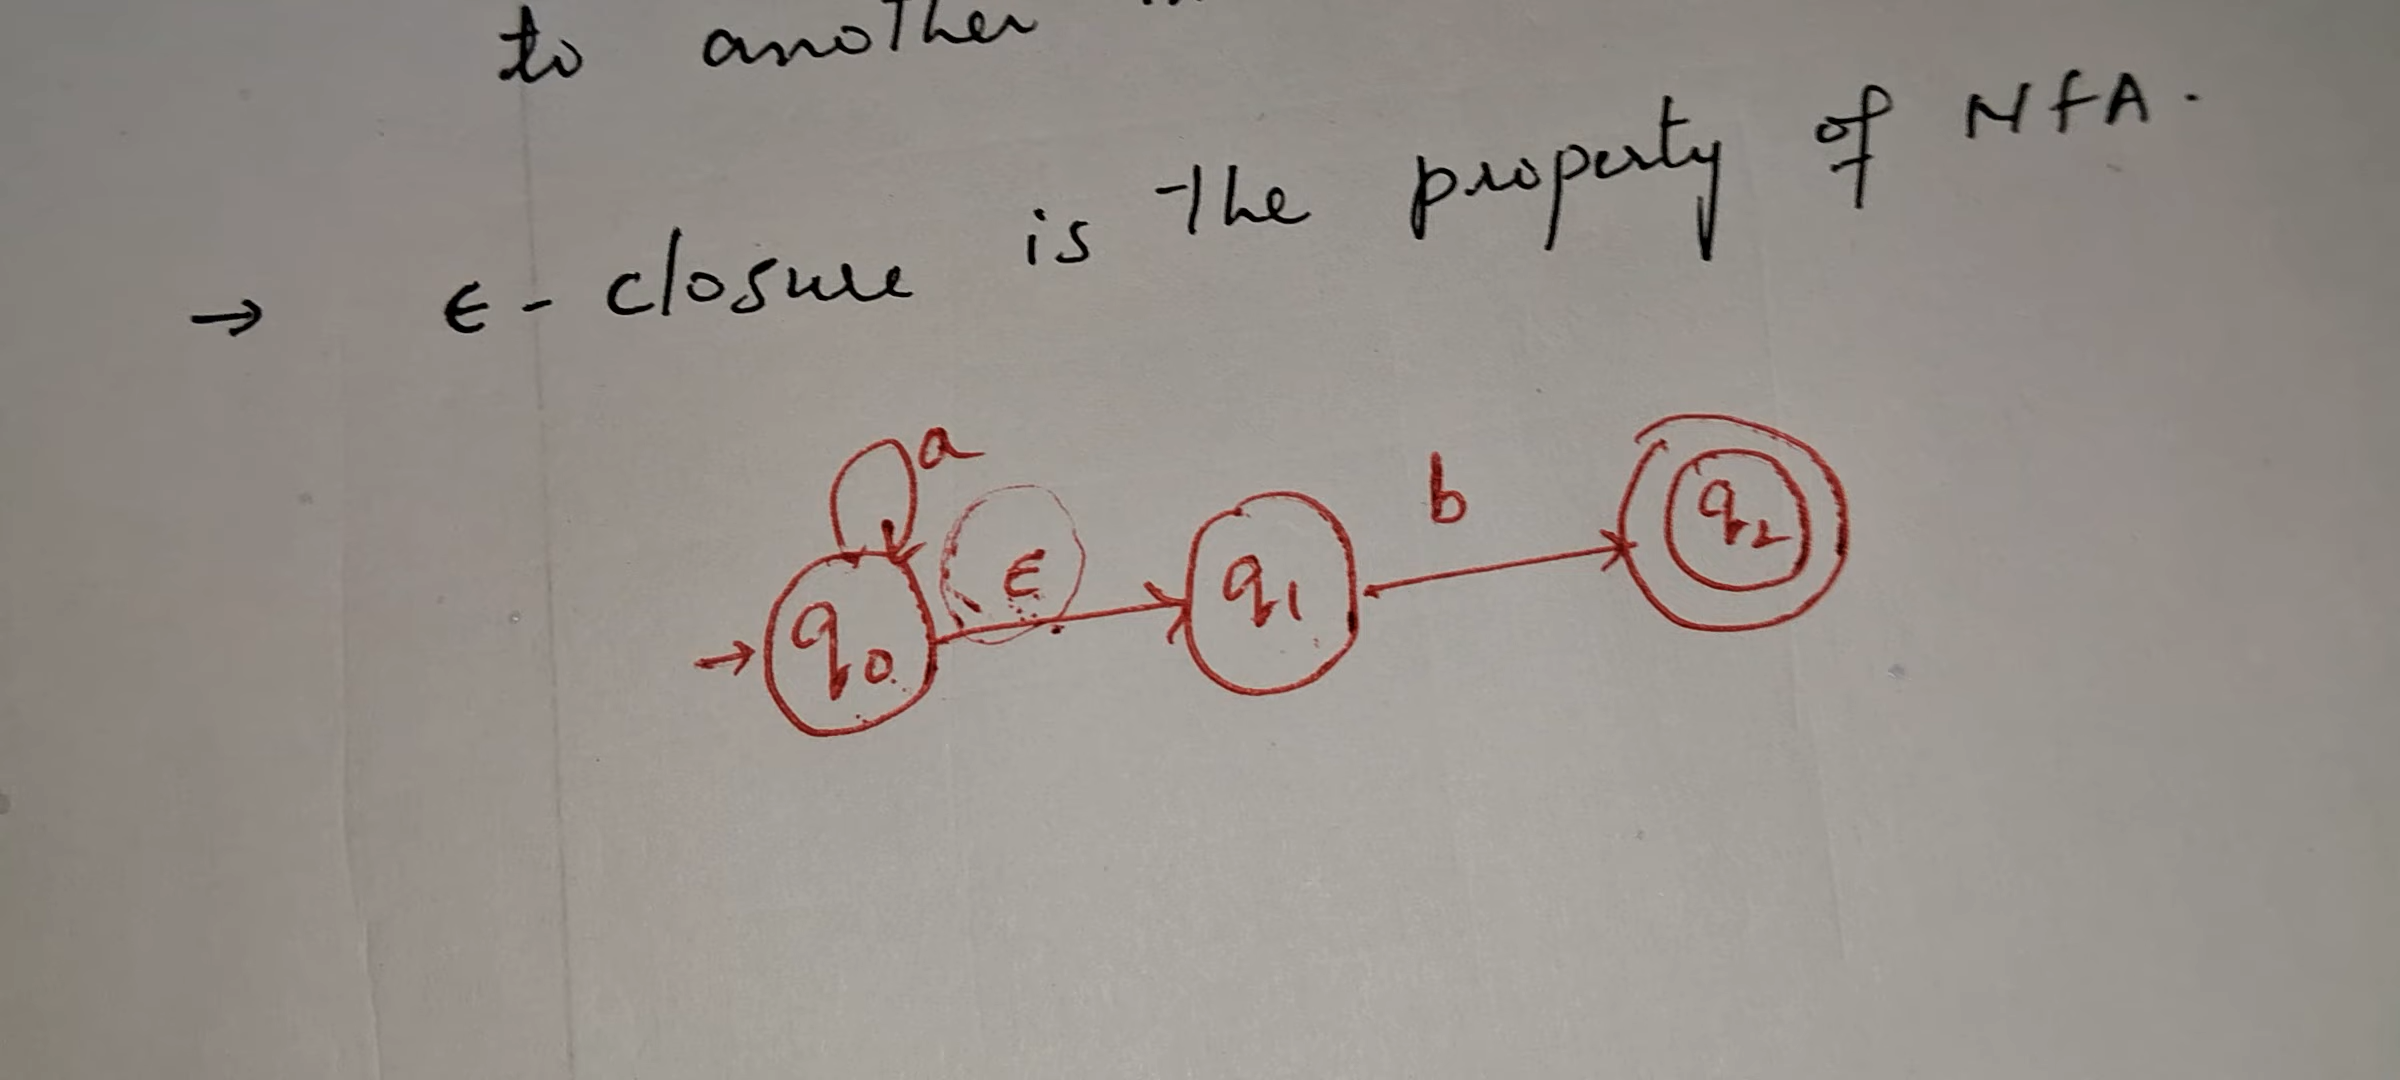 to another
→ ϵ - closure is the property of NFA.
a
ϵ
b
→ q0 q1 q2